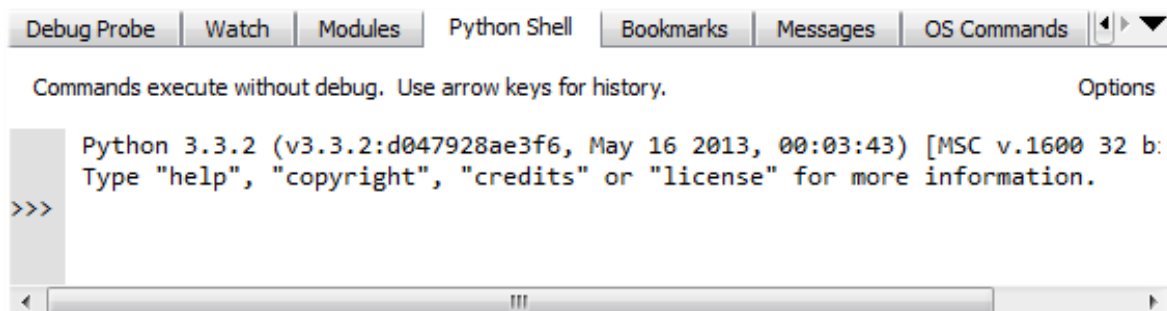 Debug Probe Watch Modules Python Shell Bookmarks Messages OS Commands
Commands execute without debug. Use arrow keys for history. Options
Python 3.3.2 (v3.3.2:d047928ae3f6, May 16 2013, 00:03:43) [MSC v.1600 32 b
Type "help", "copyright", "credits" or "license" for more information.
>>>